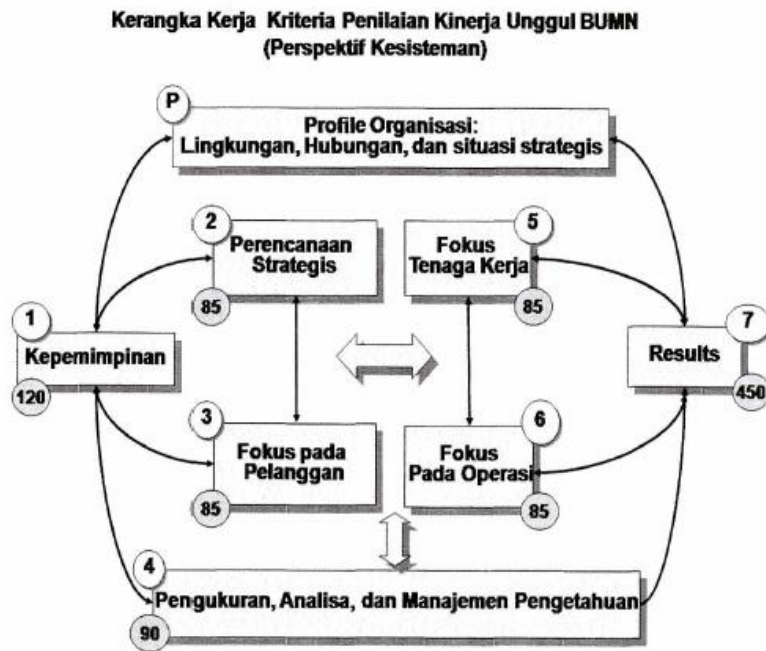 Kerangka Kerja Kriteria Penilaian Kinerja Unggul BUMN
(Perspektif Kesisteman)
P
Profile Organisasi:
Lingkungan, Hubungan, dan situasi strategis
2
Perencanaan
Strategis
85
5
Fokus
Tenaga Kerja
85
1
Kepemimpinan
120
7
Results
450
3
Fokus pada
Pelanggan
85
6
Fokus
Pada Operasi
85
4
Pengukuran, Analisa, dan Manajemen Pengetahuan
90